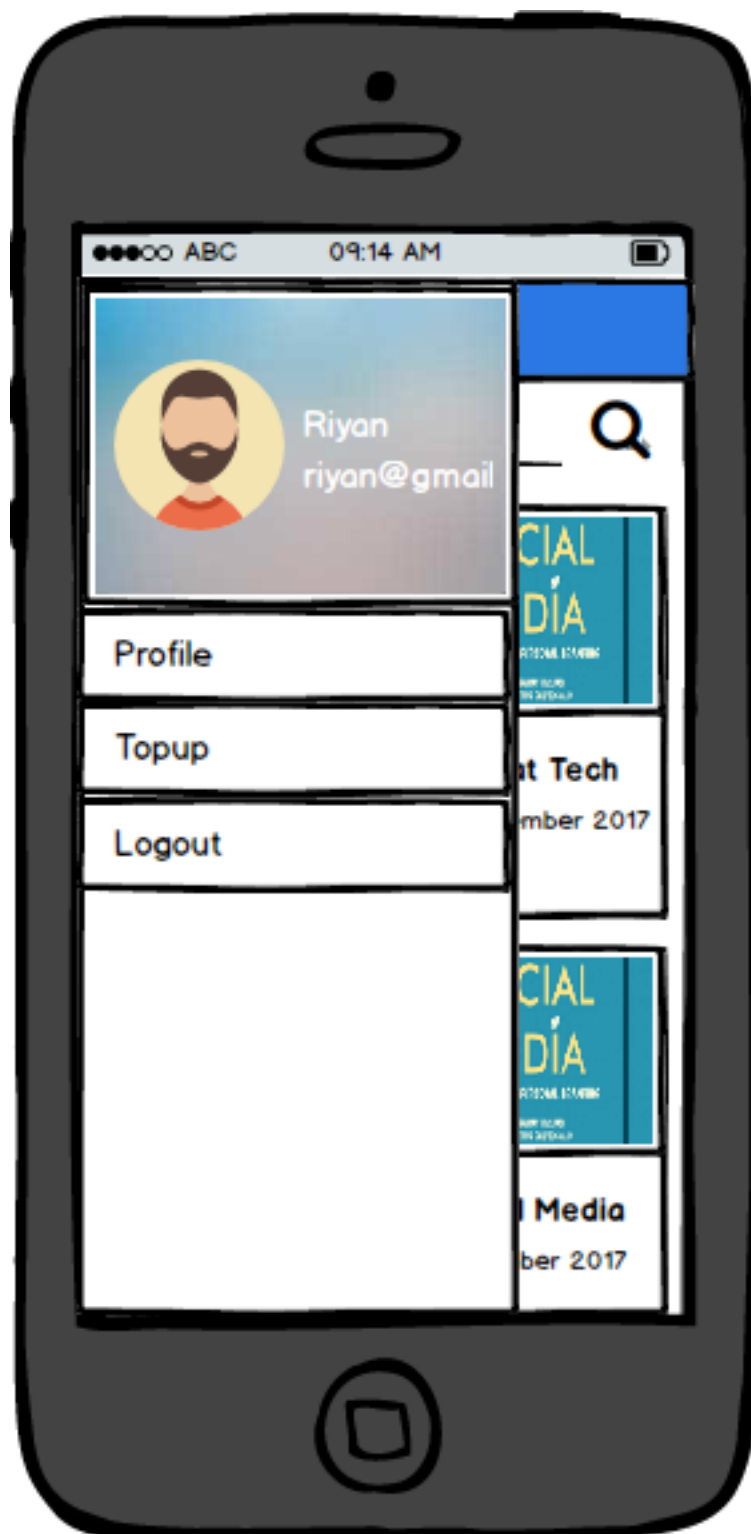 ABC 09:14 AM
Riyan
riyan@gmail
Profile
Topup
Logout
CIAL
DÍA
at Tech
mber 2017
CIAL
DÍA
l Media
ber 2017